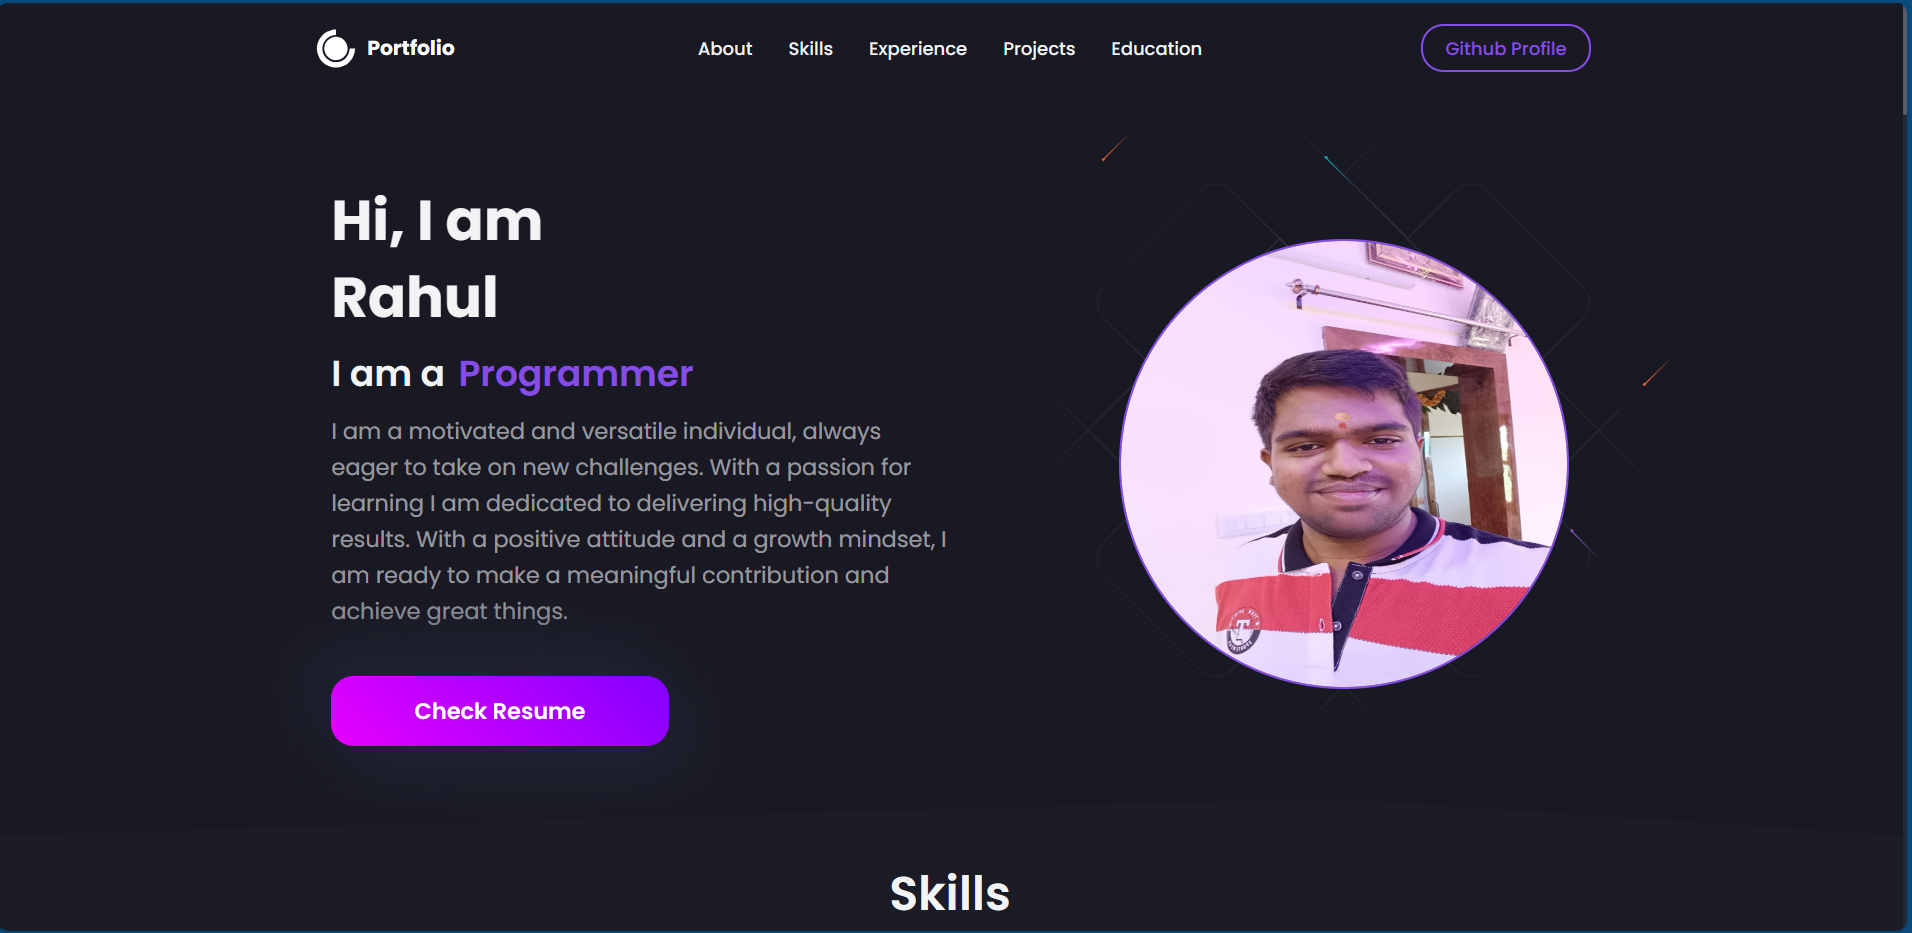 Portfolio
About Skills Experience Projects Education
Github Profile
Hi, I am
Rahul
I am a Programmer
I am a motivated and versatile individual, always
eager to take on new challenges. With a passion for
learning I am dedicated to delivering high-quality
results. With a positive attitude and a growth mindset, I
am ready to make a meaningful contribution and
achieve great things.
T
Check Resume
Skills